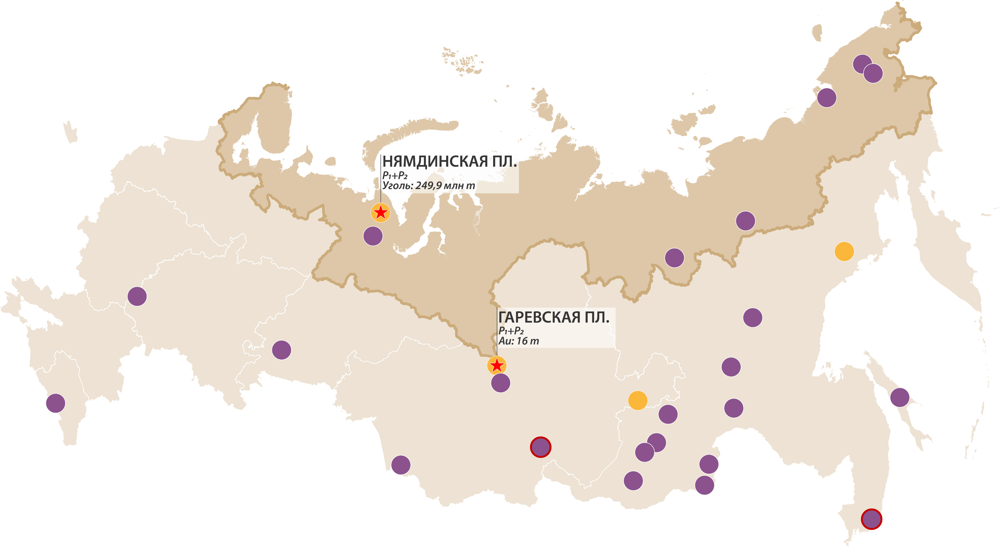 НЯМДИНСКАЯ ПЛ.
P₁+P₂
Уголь: 249,9 млн т
ГАРЕВСКАЯ ПЛ.
P₁+P₂
Au: 16 т